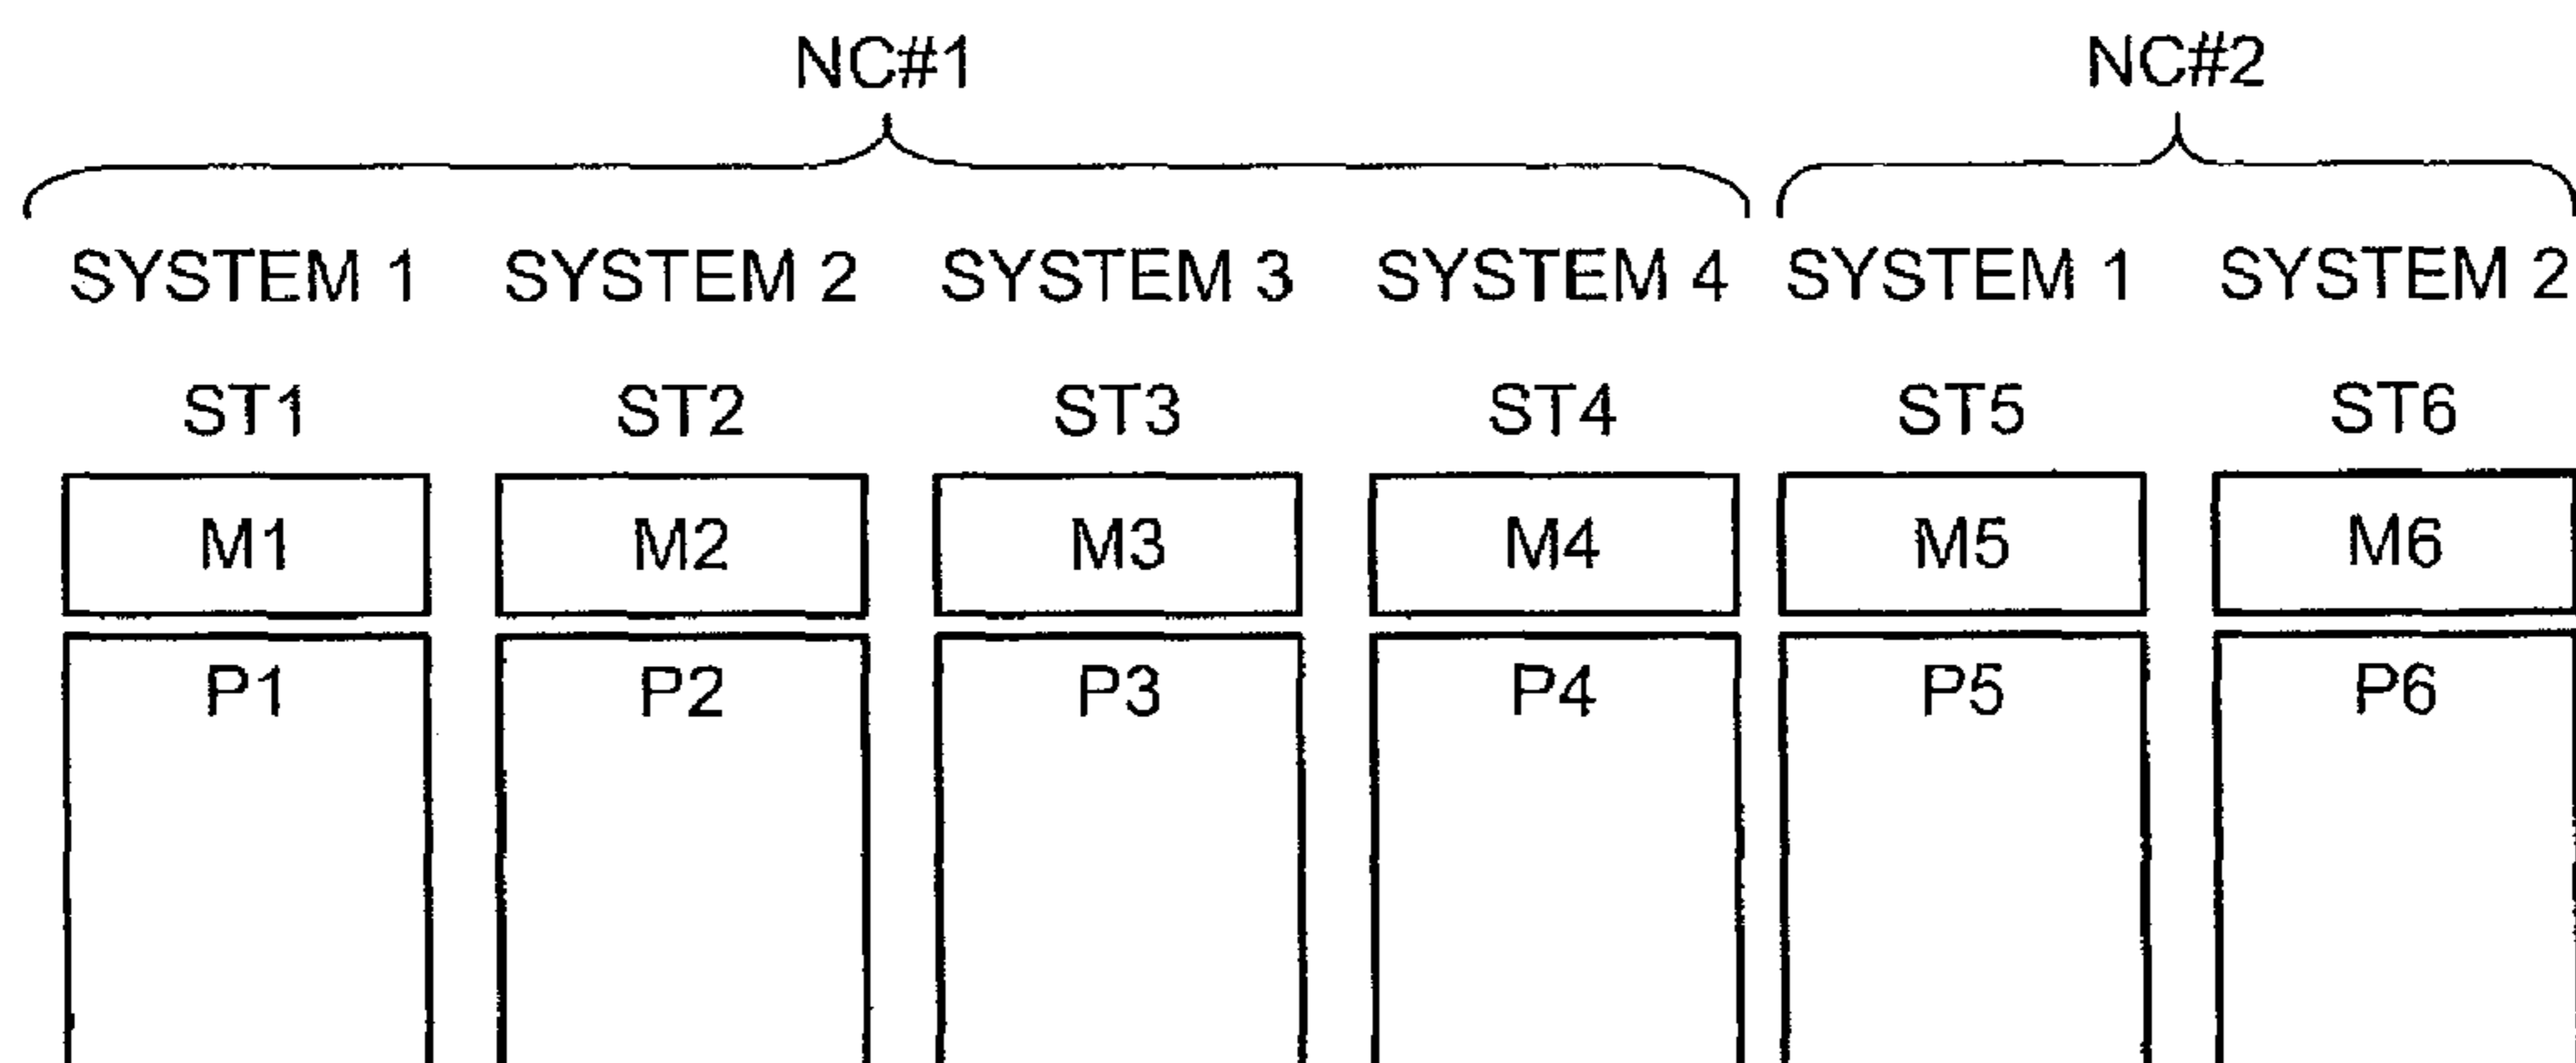 NC#1 NC#2
SYSTEM 1 SYSTEM 2 SYSTEM 3 SYSTEM 4 SYSTEM 1 SYSTEM 2
ST1 ST2 ST3 ST4 ST5 ST6
M1 M2 M3 M4 M5 M6
P1 P2 P3 P4 P5 P6